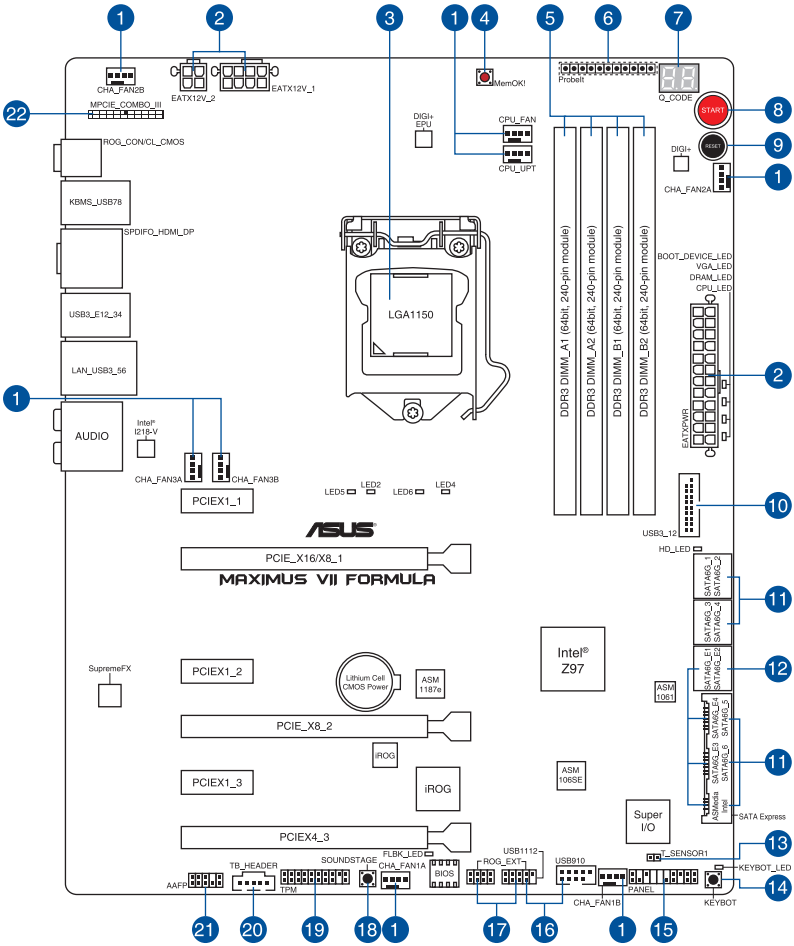 1
2
3
1
4
5
6
7
CHA_FAN2B
EATX12V_2
EATX12V_1
MemOK!
ProbeIt
Q_CODE
22
MPCIE_COMBO_III
START
8
DIGI+
EPU
CPU_FAN
CPU_UPT
ROG_CON/CL_CMOS
DIGI+
RESET
9
CHA_FAN2A
1
KBMS_USB78
SPDIFO_HDMI_DP
BOOT_DEVICE_LED
VGA_LED
DRAM_LED
CPU_LED
LGA1150
DDR3 DIMM_A1 (64bit, 240-pin module)
DDR3 DIMM_A2 (64bit, 240-pin module)
DDR3 DIMM_B1 (64bit, 240-pin module)
DDR3 DIMM_B2 (64bit, 240-pin module)
USB3_E12_34
LAN_USB3_56
2
EATXPWR
1
AUDIO
Intel®
I218-V
CHA_FAN3A
CHA_FAN3B
PCIEX1_1
LED5
LED2
LED6
LED4
10
USB3_12
ASUS
HD_LED
PCIE_X16/X8_1
MAXIMUS VII FORMULA
SATA6G_1
SATA6G_2
11
SATA6G_3
SATA6G_4
Intel®
Z97
SATA6G_E1
SATA6G_E2
12
SupremeFX
PCIEX1_2
Lithium Cell
CMOS Power
ASM
1187e
ASM
1061
SATA6G_E4
SATA6G_5
PCIE_X8_2
SATA6G_E3
SATA6G_6
11
iROG
PCIEX1_3
iROG
ASM
106SE
ASMedia
Intel
SATA Express
Super
I/O
PCIEX4_3
13
T_SENSOR1
FLBK_LED
SOUNDSTAGE
CHA_FAN1A
BIOS
ROG_EXT
USB1112
USB910
KEYBOT_LED
TB_HEADER
AAFP
TPM
CHA_FAN1B
PANEL
KEYBOT
14
21
20
19
18
1
17
16
1
15